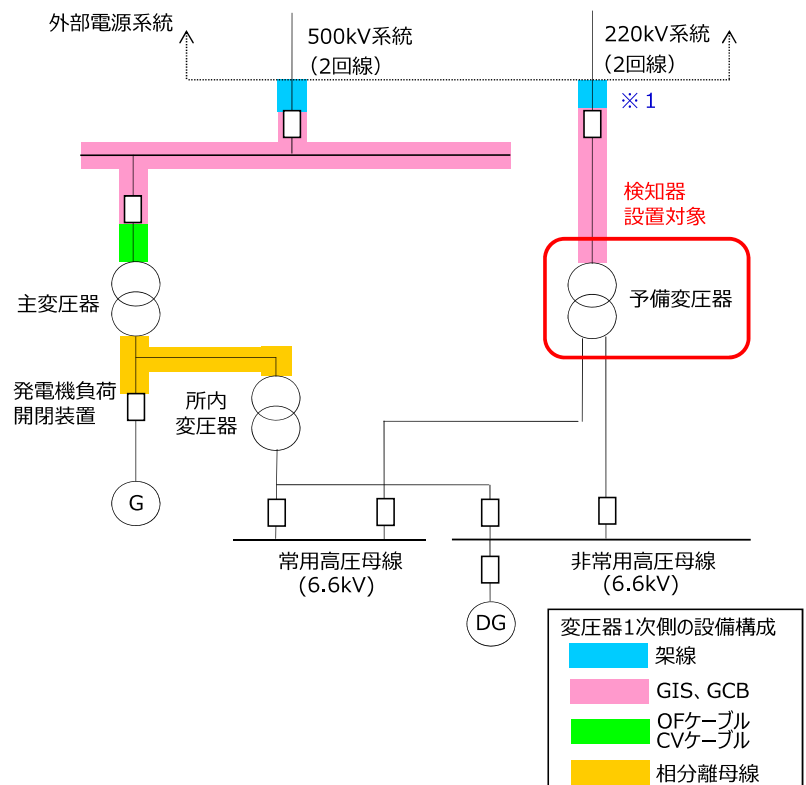 外部電源系統
500kV系統
（2回線）
220kV系統
（2回線）
※１
検知器
設置対象
主変圧器
予備変圧器
発電機負荷
開閉装置
所内
変圧器
G
常用高圧母線
(6.6kV)
非常用高圧母線
(6.6kV)
DG
変圧器1次側の設備構成
架線
GIS、GCB
OFケーブル
CVケーブル
相分離母線